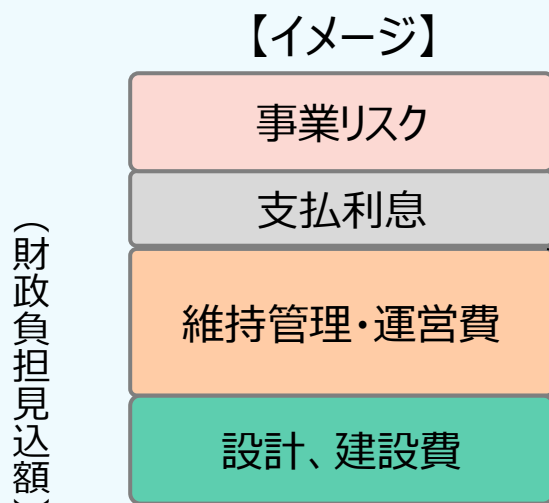 【イメージ】
事業リスク
支払利息
維持管理・運営費
設計、建設費
（財政負担見込額）